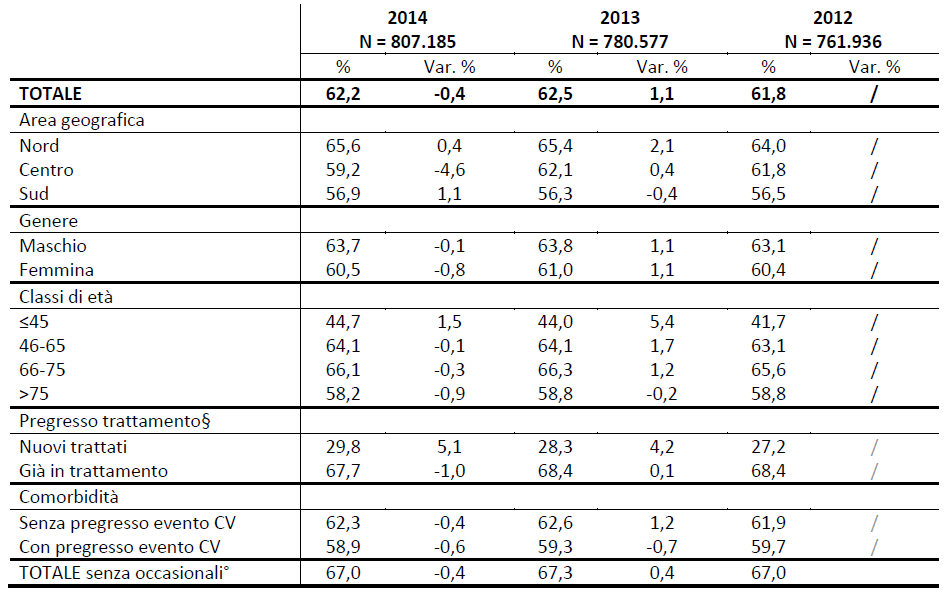 2014 2013 2012
N = 807.185 N = 780.577 N = 761.936
% Var. % % Var. % % Var. %
TOTALE 62,2 -0,4 62,5 1,1 61,8 /
Area geografica
Nord 65,6 0,4 65,4 2,1 64,0 /
Centro 59,2 -4,6 62,1 0,4 61,8 /
Sud 56,9 1,1 56,3 -0,4 56,5 /
Genere
Maschio 63,7 -0,1 63,8 1,1 63,1 /
Femmina 60,5 -0,8 61,0 1,1 60,4 /
Classi di età
≤45 44,7 1,5 44,0 5,4 41,7 /
46-65 64,1 -0,1 64,1 1,7 63,1 /
66-75 66,1 -0,3 66,3 1,2 65,6 /
>75 58,2 -0,9 58,8 -0,2 58,8 /
Pregresso trattamento§
Nuovi trattati 29,8 5,1 28,3 4,2 27,2 /
Già in trattamento 67,7 -1,0 68,4 0,1 68,4 /
Comorbidità
Senza pregresso evento CV 62,3 -0,4 62,6 1,2 61,9 /
Con pregresso evento CV 58,9 -0,6 59,3 -0,7 59,7 /
TOTALE senza occasionali° 67,0 -0,4 67,3 0,4 67,0